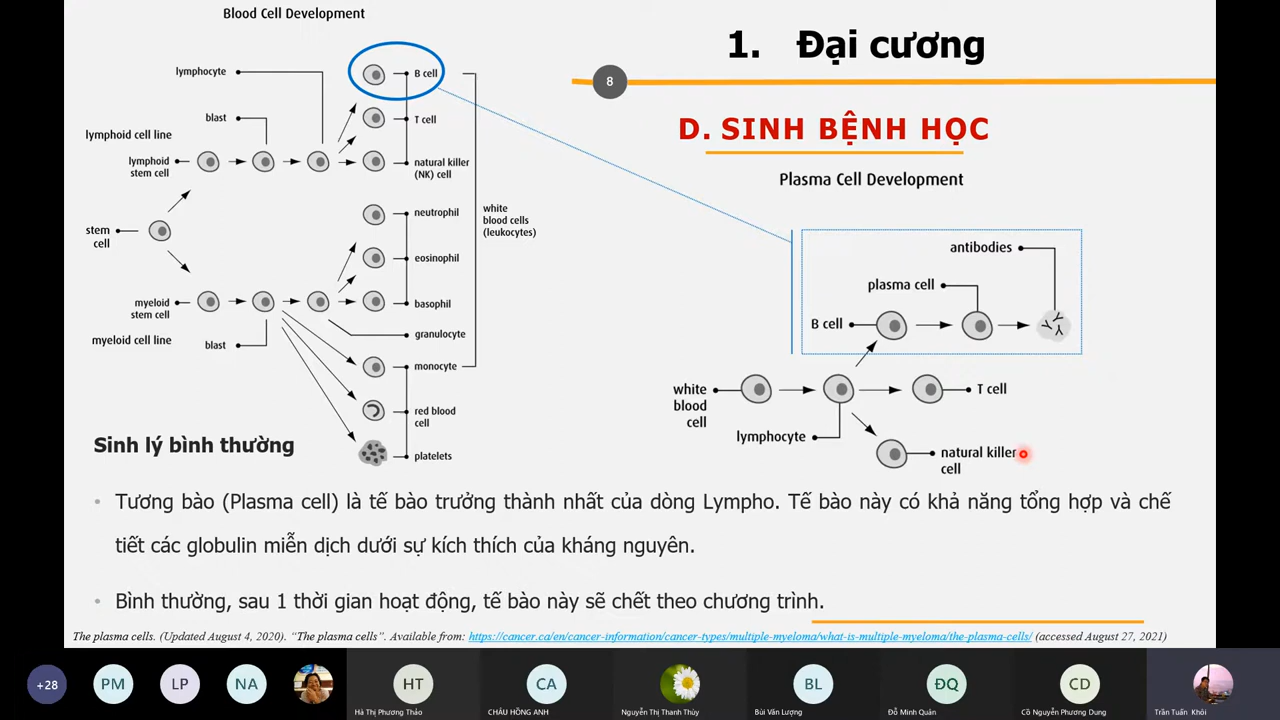 Blood Cell Development
lymphocyte
B cell
blast
T cell
lymphoid cell line
lymphoid
stem cell
natural killer
(NK) cell
neutrophil
white
blood cells
(leukocytes)
stem
cell
eosinophil
myeloid
stem cell
basophil
granulocyte
myeloid cell line
blast
monocyte
red blood
cell
platelets
1. Đại cương
8
D. SINH BỆNH HỌC
Plasma Cell Development
antibodies
plasma cell
B cell
white
blood
cell
T cell
lymphocyte
natural killer
cell
Sinh lý bình thường
• Tương bào (Plasma cell) là tế bào trưởng thành nhất của dòng Lympho. Tế bào này có khả năng tổng hợp và chế
tiết các globulin miễn dịch dưới sự kích thích của kháng nguyên.
• Bình thường, sau 1 thời gian hoạt động, tế bào này sẽ chết theo chương trình.
The plasma cells. (Updated August 4, 2020). “The plasma cells”. Available from: https://cancer.ca/en/cancer-information/cancer-types/multiple-myeloma/what-is-multiple-myeloma/the-plasma-cells/ (accessed August 27, 2021)
+28
PM
LP
NA
HT
Hà Thị Phương Thảo
CA
CHÂU HỒNG ANH
Nguyễn Thị Thanh Thủy
BL
Bùi Văn Lượng
ĐQ
Đỗ Minh Quân
CD
Cồ Nguyễn Phương Dung
Trần Tuấn Khôi